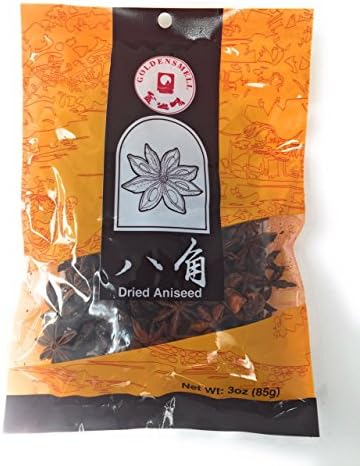 GOLDENSMELL
八角
Dried Aniseed
Net Wt: 3oz (85g)